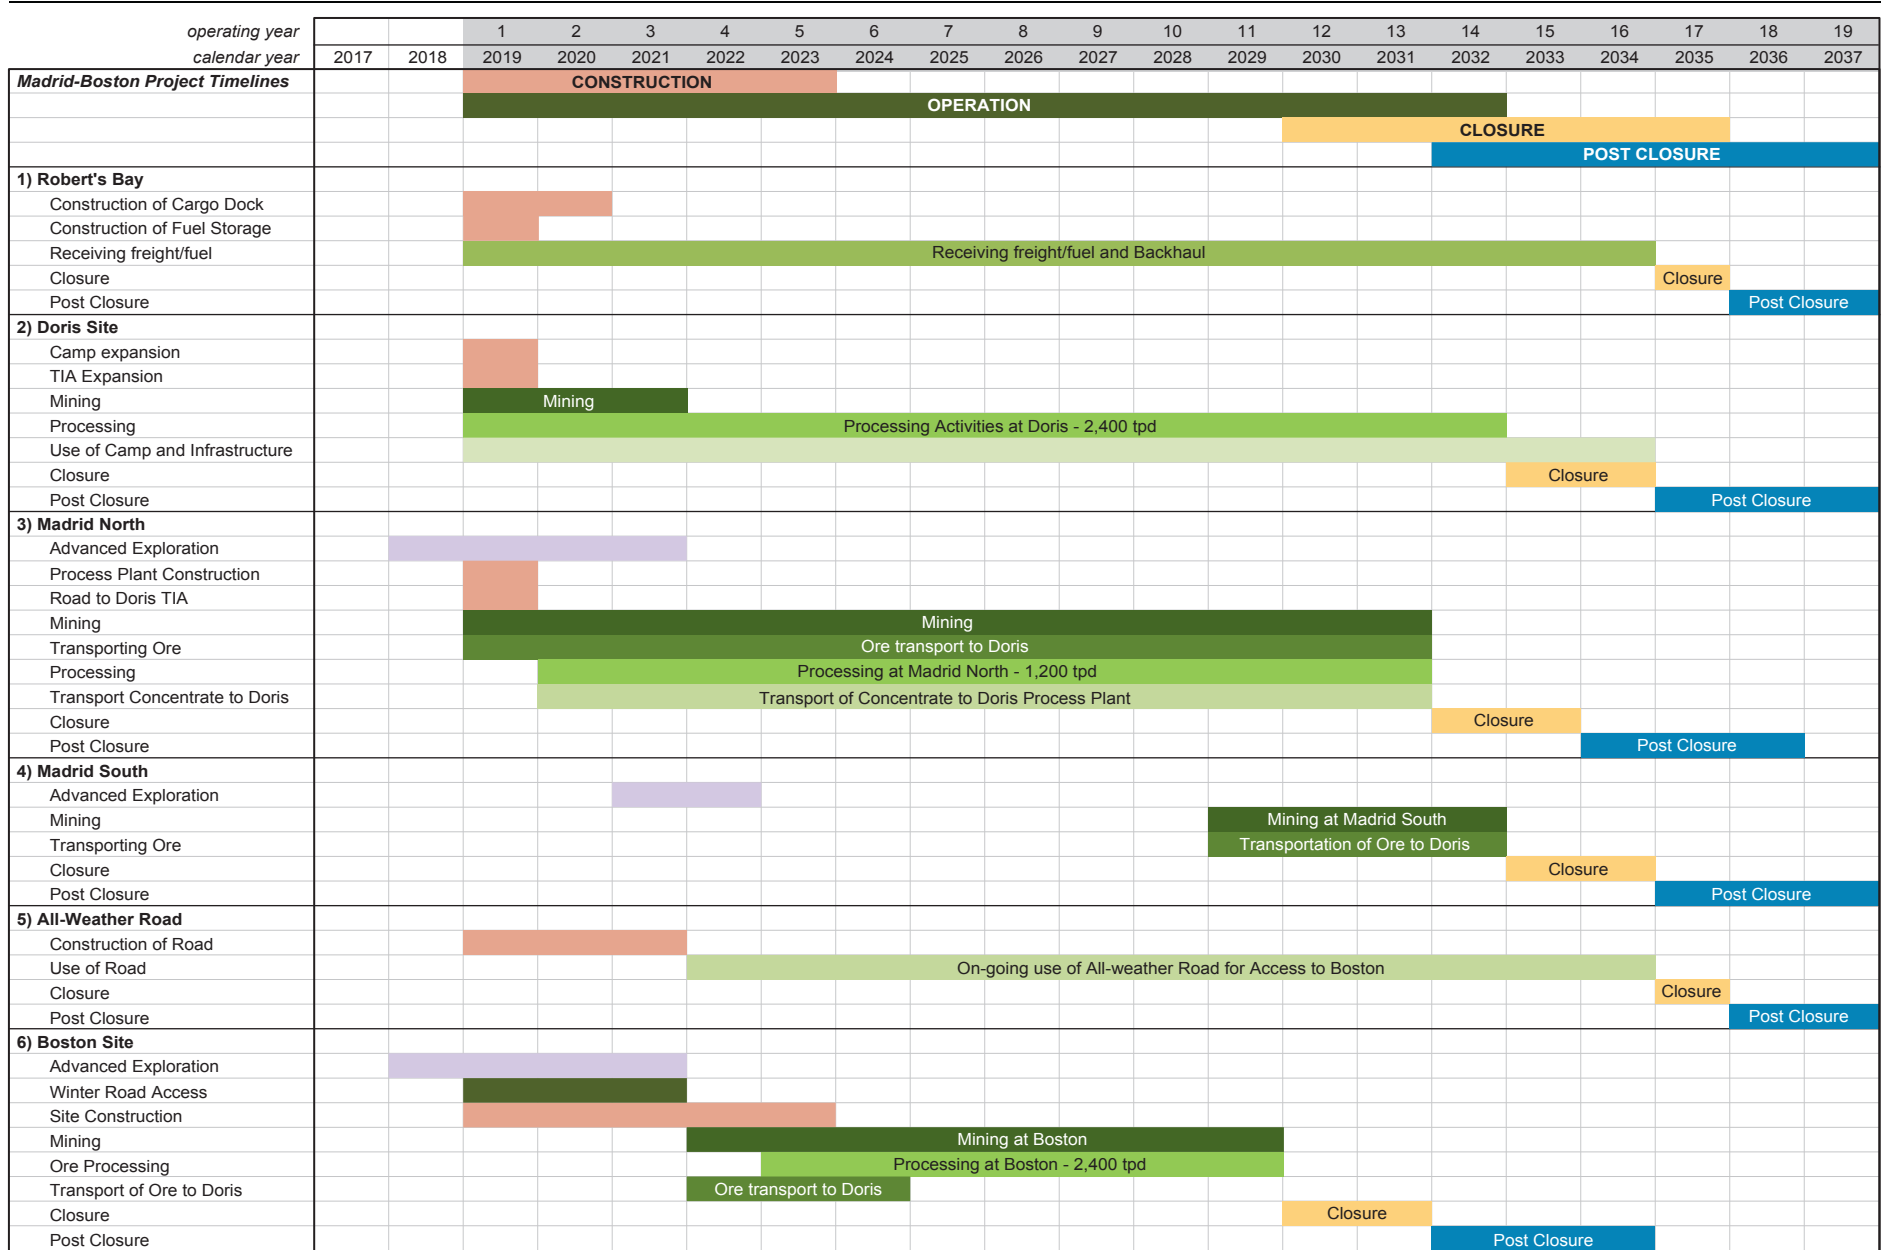 operating year 1 2 3 4 5 6 7 8 9 10 11 12 13 14 15 16 17 18 19
calendar year 2017 2018 2019 2020 2021 2022 2023 2024 2025 2026 2027 2028 2029 2030 2031 2032 2033 2034 2035 2036 2037
Madrid-Boston Project Timelines CONSTRUCTION
OPERATION
CLOSURE
POST CLOSURE
1) Robert's Bay
Construction of Cargo Dock
Construction of Fuel Storage
Receiving freight/fuel Receiving freight/fuel and Backhaul
Closure Closure
Post Closure Post Closure
2) Doris Site
Camp expansion
TIA Expansion
Mining Mining
Processing Processing Activities at Doris - 2,400 tpd
Use of Camp and Infrastructure
Closure Closure
Post Closure Post Closure
3) Madrid North
Advanced Exploration
Process Plant Construction
Road to Doris TIA
Mining Mining
Transporting Ore Ore transport to Doris
Processing Processing at Madrid North - 1,200 tpd
Transport Concentrate to Doris Transport of Concentrate to Doris Process Plant
Closure Closure
Post Closure Post Closure
4) Madrid South
Advanced Exploration
Mining Mining at Madrid South
Transporting Ore Transportation of Ore to Doris
Closure Closure
Post Closure Post Closure
5) All-Weather Road
Construction of Road
Use of Road On-going use of All-weather Road for Access to Boston
Closure Closure
Post Closure Post Closure
6) Boston Site
Advanced Exploration
Winter Road Access
Site Construction
Mining Mining at Boston
Ore Processing Processing at Boston - 2,400 tpd
Transport of Ore to Doris Ore transport to Doris
Closure Closure
Post Closure Post Closure